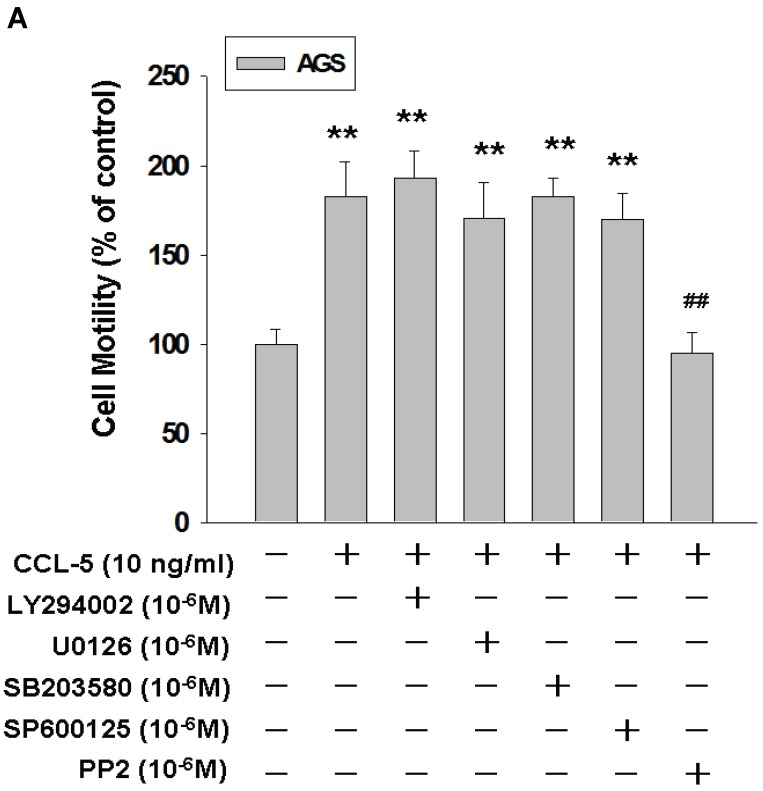 A
AGS
Cell Motility (% of control)
250
200
150
100
50
0
** ** ** ** ** ##
CCL-5 (10 ng/ml) — + + + + + +
LY294002 (10⁻⁶M) — — + — — — —
U0126 (10⁻⁶M) — — — + — — —
SB203580 (10⁻⁶M) — — — — + — —
SP600125 (10⁻⁶M) — — — — — + —
PP2 (10⁻⁶M) — — — — — — +